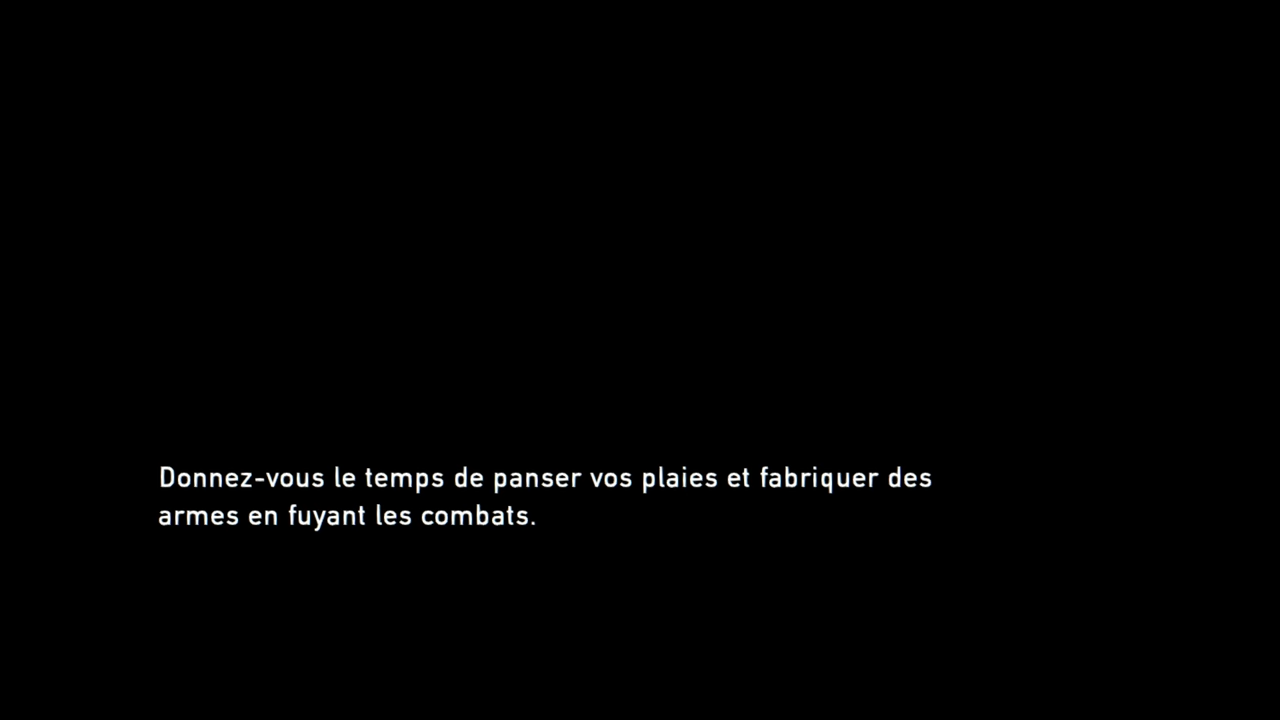 Donnez-vous le temps de panser vos plaies et fabriquer des
armes en fuyant les combats.